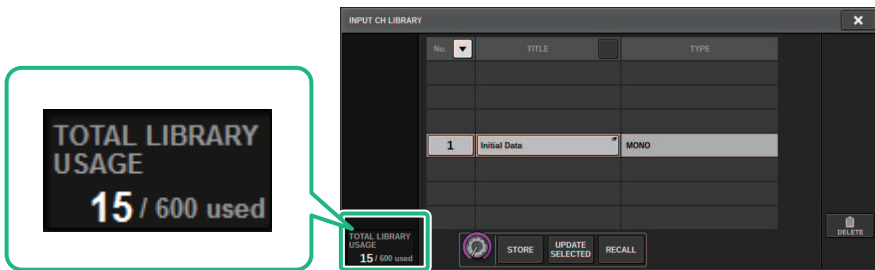 TOTAL LIBRARY
USAGE
15 / 600 used
INPUT CH LIBRARY
No. TITLE TYPE
1 Initial Data MONO
TOTAL LIBRARY
USAGE
15 / 600 used
STORE UPDATE SELECTED RECALL
DELETE